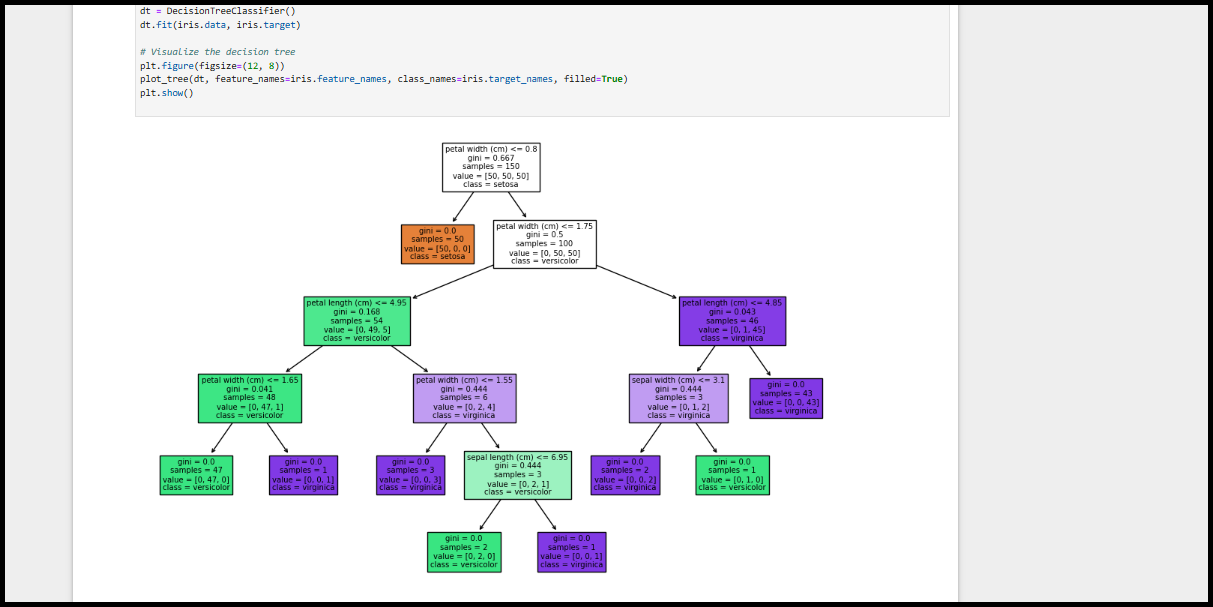 dt = DecisionTreeClassifier()
dt.fit(iris.data, iris.target)
# Visualize the decision tree
plt.figure(figsize=(12, 8))
plot_tree(dt, feature_names=iris.feature_names, class_names=iris.target_names, filled=True)
plt.show()
petal width (cm) <= 0.8
gini = 0.667
samples = 150
value = [50, 50, 50]
class = setosa
gini = 0.0
samples = 50
value = [50, 0, 0]
class = setosa
petal width (cm) <= 1.75
gini = 0.5
samples = 100
value = [0, 50, 50]
class = versicolor
petal length (cm) <= 4.95
gini = 0.168
samples = 54
value = [0, 49, 5]
class = versicolor
petal length (cm) <= 4.85
gini = 0.043
samples = 46
value = [0, 1, 45]
class = virginica
petal width (cm) <= 1.65
gini = 0.041
samples = 48
value = [0, 47, 1]
class = versicolor
petal width (cm) <= 1.55
gini = 0.444
samples = 6
value = [0, 2, 4]
class = virginica
sepal width (cm) <= 3.1
gini = 0.444
samples = 3
value = [0, 1, 2]
class = virginica
gini = 0.0
samples = 43
value = [0, 0, 43]
class = virginica
gini = 0.0
samples = 47
value = [0, 47, 0]
class = versicolor
gini = 0.0
samples = 1
value = [0, 0, 1]
class = virginica
gini = 0.0
samples = 3
value = [0, 0, 3]
class = virginica
sepal length (cm) <= 6.95
gini = 0.444
samples = 3
value = [0, 2, 1]
class = versicolor
gini = 0.0
samples = 2
value = [0, 0, 2]
class = virginica
gini = 0.0
samples = 1
value = [0, 1, 0]
class = versicolor
gini = 0.0
samples = 2
value = [0, 2, 0]
class = versicolor
gini = 0.0
samples = 1
value = [0, 0, 1]
class = virginica